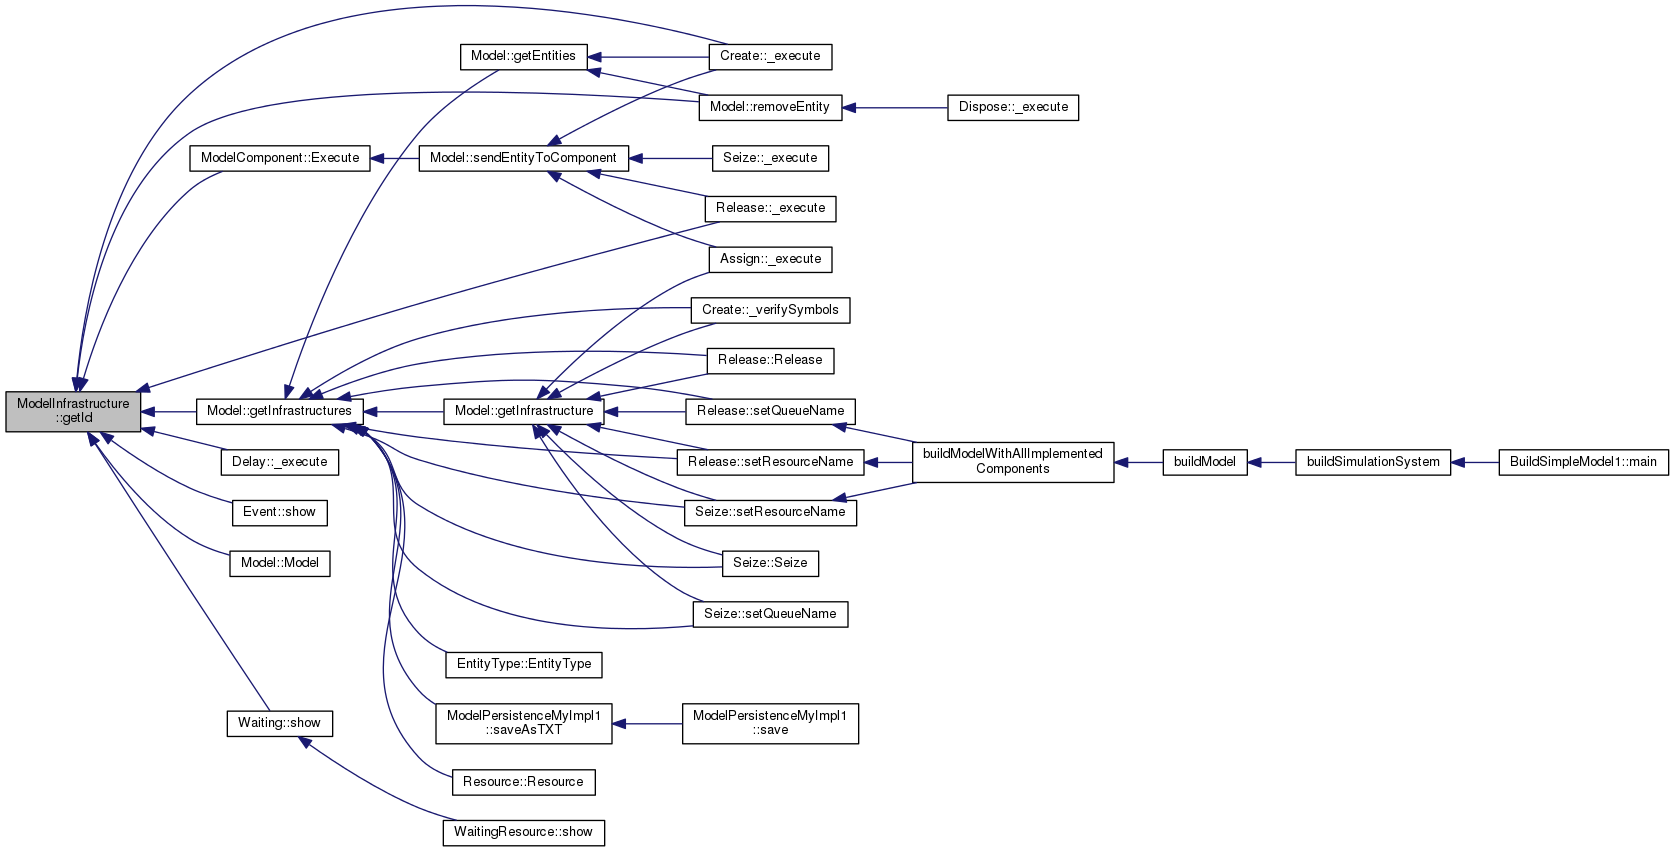 Model::getEntities
Create::_execute
Model::removeEntity
Dispose::_execute
ModelComponent::Execute
Model::sendEntityToComponent
Seize::_execute
Release::_execute
Assign::_execute
Create::_verifySymbols
Release::Release
ModelInfrastructure
::getId
Model::getInfrastructures
Model::getInfrastructure
Release::setQueueName
Delay::_execute
Release::setResourceName
buildModelWithAllImplemented
Components
buildModel
buildSimulationSystem
BuildSimpleModel1::main
Event::show
Seize::setResourceName
Model::Model
Seize::Seize
Seize::setQueueName
EntityType::EntityType
Waiting::show
ModelPersistenceMyImpl1
::saveAsTXT
ModelPersistenceMyImpl1
::save
Resource::Resource
WaitingResource::show